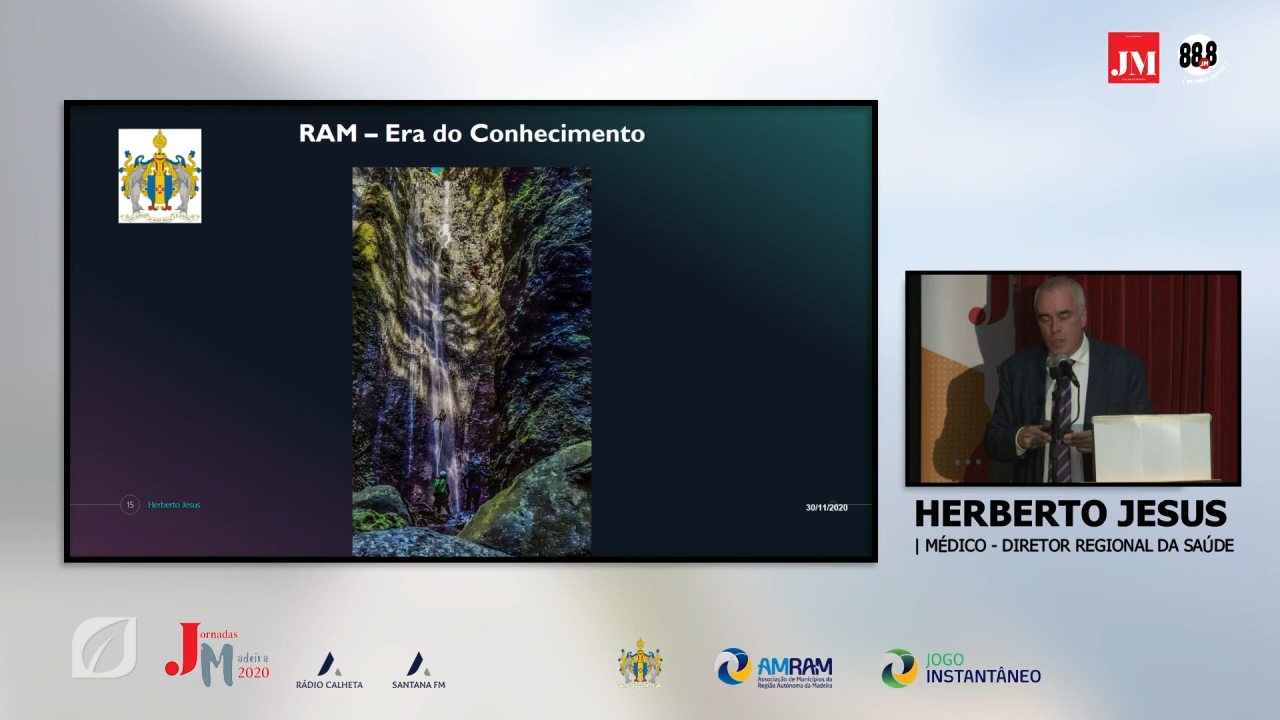 JM
88.8
JM
RAM – Era do Conhecimento
15
Herberto Jesus
30/11/2020
J
HERBERTO JESUS
| MÉDICO - DIRETOR REGIONAL DA SAÚDE
Jornadas
Madeira
2020
RÁDIO CALHETA
SANTANA FM
AMRAM
Associação de Municípios da
Região Autónoma da Madeira
JOGO
INSTANTÂNEO